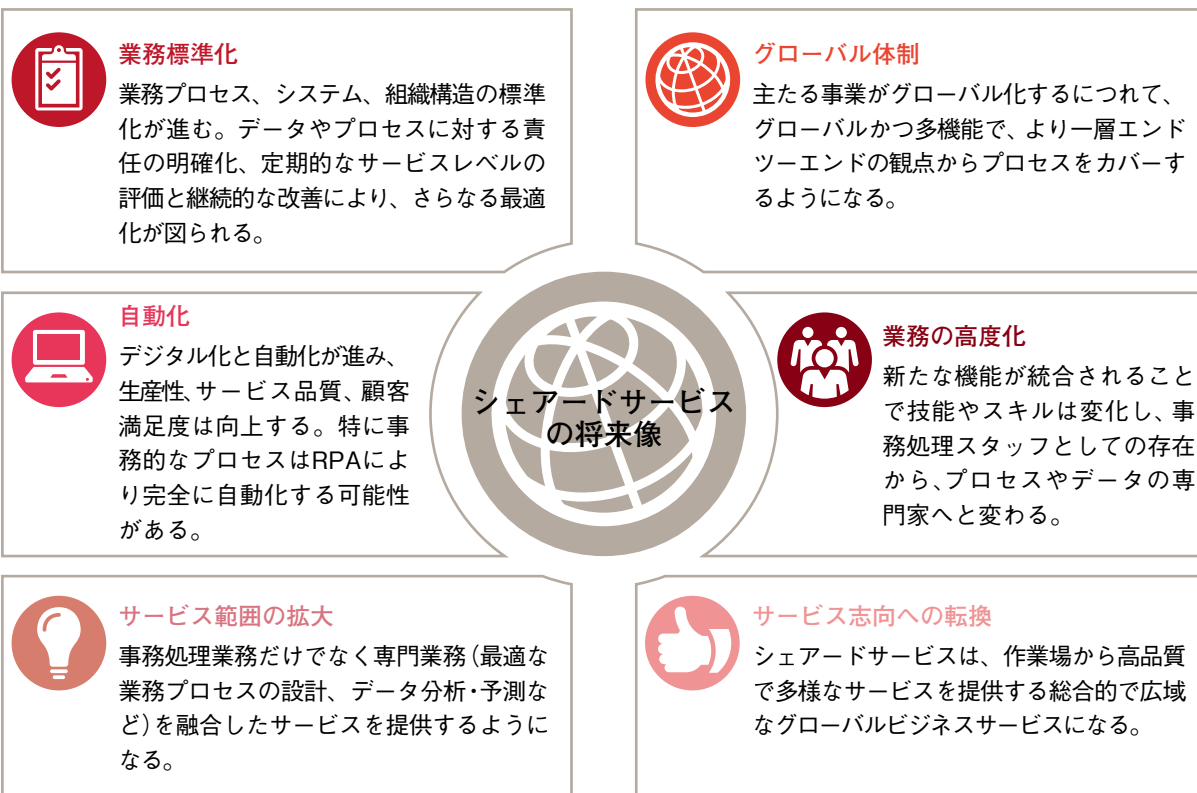 業務標準化
業務プロセス、システム、組織構造の標準
化が進む。データやプロセスに対する責
任の明確化、定期的なサービスレベルの
評価と継続的な改善により、さらなる最適
化が図られる。
グローバル体制
主たる事業がグローバル化するにつれて、
グローバルかつ多機能で、より一層エンド
ツーエンドの観点からプロセスをカバーす
るようになる。
自動化
デジタル化と自動化が進み、
生産性、サービス品質、顧客
満足度は向上する。特に事
務的なプロセスはRPAによ
り完全に自動化する可能性
がある。
シェアードサービス
の将来像
業務の高度化
新たな機能が統合されること
で技能やスキルは変化し、事
務処理スタッフとしての存在
から、プロセスやデータの専
門家へと変わる。
サービス範囲の拡大
事務処理業務だけでなく専門業務（最適な
業務プロセスの設計、データ分析・予測な
ど）を融合したサービスを提供するように
なる。
サービス志向への転換
シェアードサービスは、作業場から高品質
で多様なサービスを提供する総合的で広域
なグローバルビジネスサービスになる。